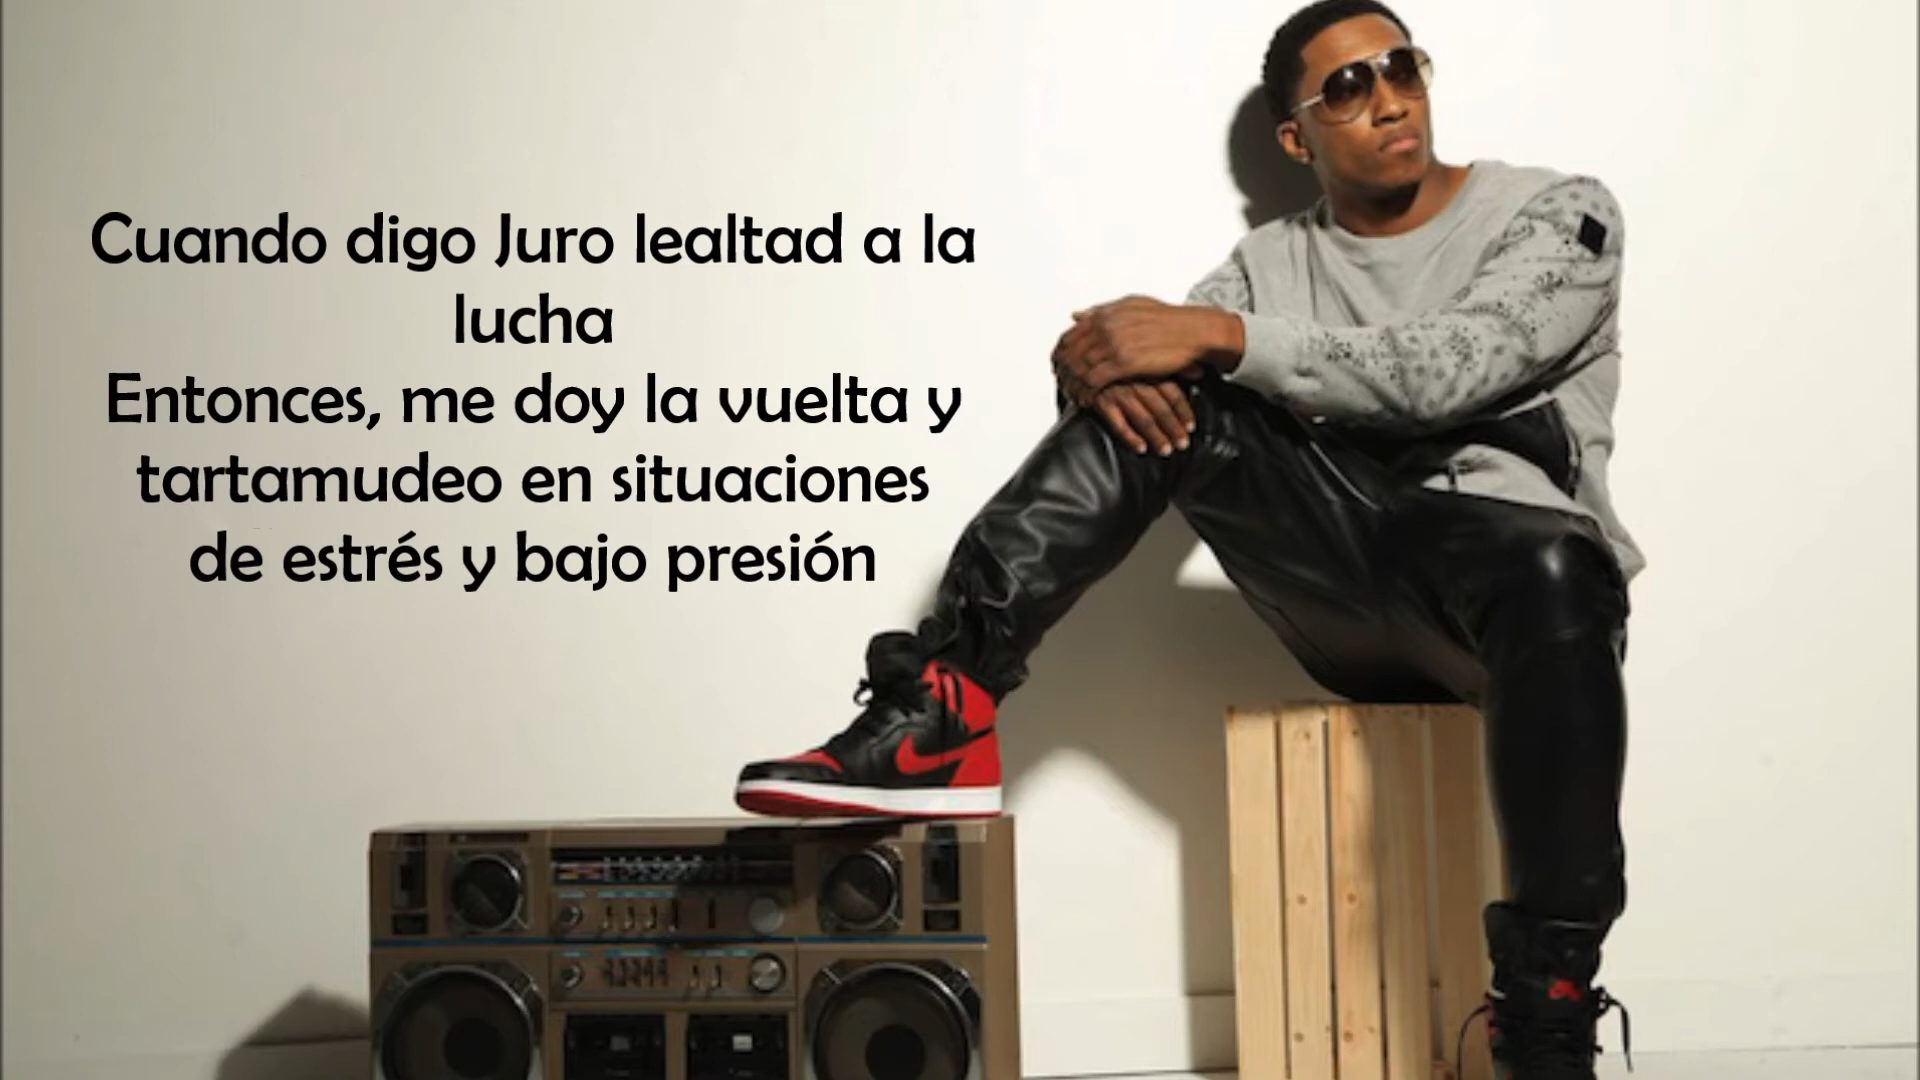 Cuando digo Juro lealtad a la
lucha
Entonces, me doy la vuelta y
tartamudeo en situaciones
de estrés y bajo presión